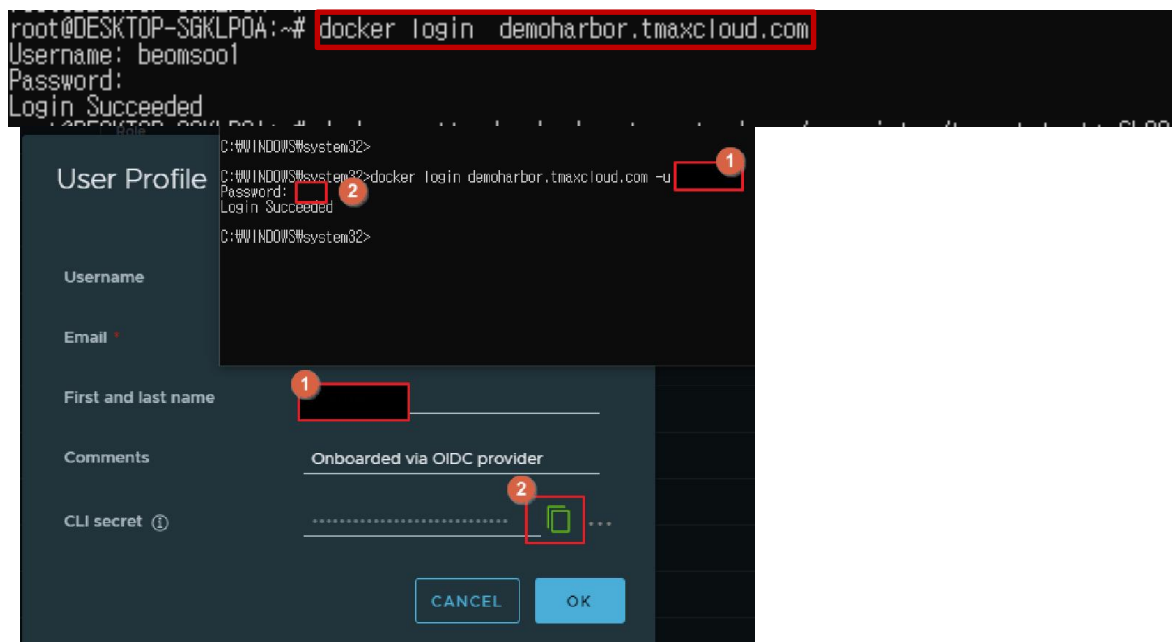 root@DESKTOP-SGKLPOA:~# docker login demoharbor.tmaxcloud.com
Username: beomsoo1
Password:
Login Succeeded
Role
C:₩WINDOWS₩system32>
User Profile
C:₩WINDOWS₩system32>docker login demoharbor.tmaxcloud.com -u
1
Password:
2
Login Succeeded
C:₩WINDOWS₩system32>
Username
Email *
First and last name
1
Comments
Onboarded via OIDC provider
2
CLI secret
CANCEL
OK